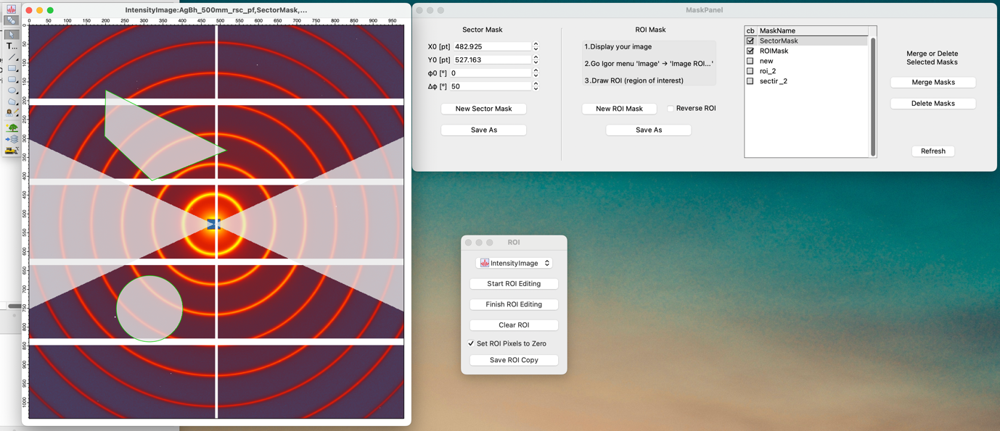 IntensityImage:AgBh_500mm_rsc_pf,SectorMask,...
0 50 100 150 200 250 300 350 400 450 500 550 600 650 700 750 800 850 900 950
0 50 100 150 200 250 300 350 400 450 500 550 600 650 700 750 800 850 900 950 1000
T...
MaskPanel
Sector Mask
X0 [pt] 482.925
Y0 [pt] 527.163
φ0 [°] 0
Δφ [°] 50
New Sector Mask
Save As
ROI Mask
1.Display your image
2.Go Igor menu 'Image' → 'Image ROI...'
3.Draw ROI (region of interest)
New ROI Mask
Reverse ROI
Save As
cb MaskName
SectorMask
ROIMask
new
roi_2
sectir_2
Merge or Delete
Selected Masks
Merge Masks
Delete Masks
Refresh
ROI
IntensityImage
Start ROI Editing
Finish ROI Editing
Clear ROI
Set ROI Pixels to Zero
Save ROI Copy